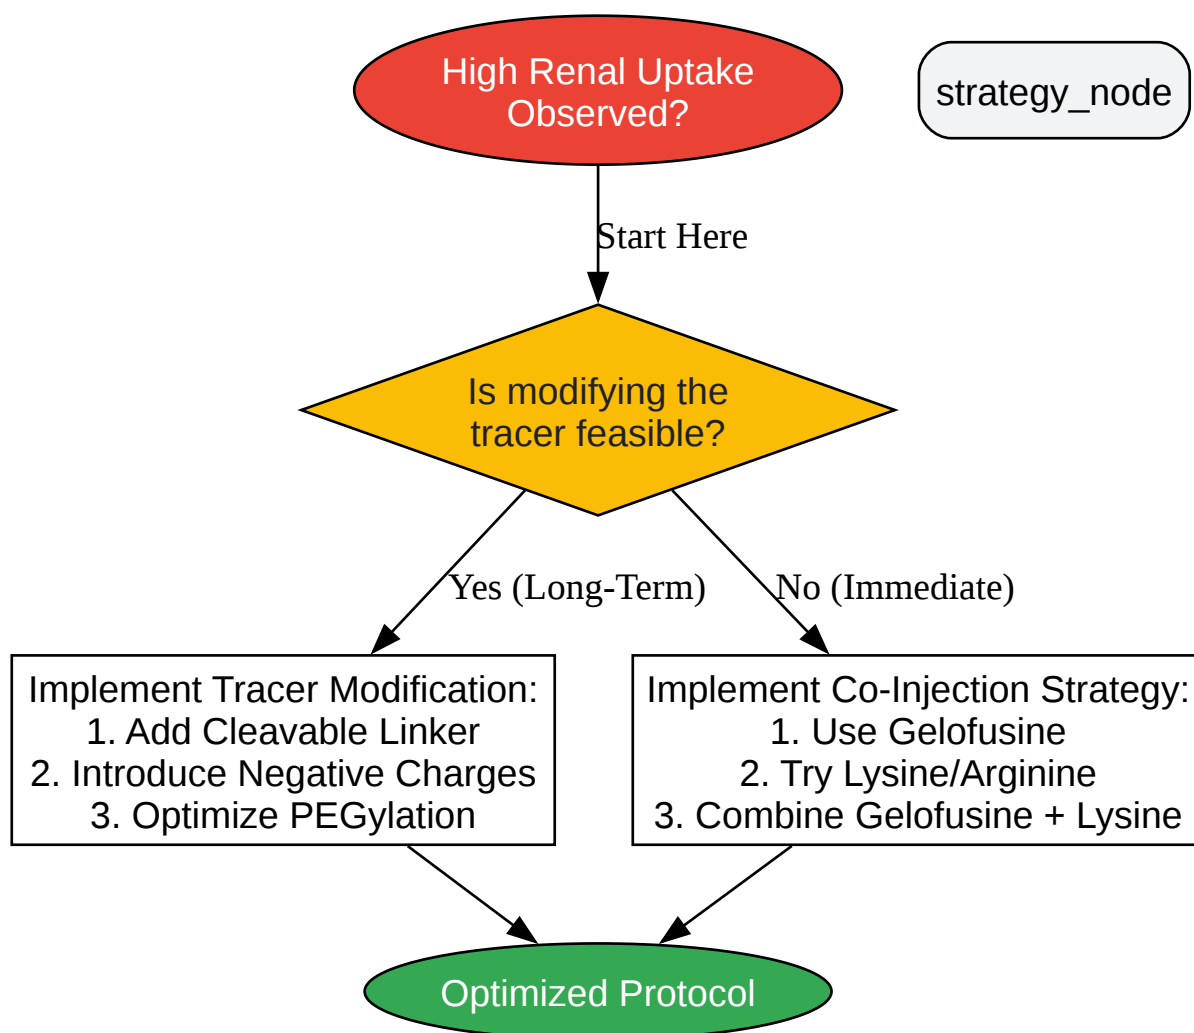 High Renal Uptake
Observed?
strategy_node
Start Here
Is modifying the
tracer feasible?
Yes (Long-Term)
No (Immediate)
Implement Tracer Modification:
1. Add Cleavable Linker
2. Introduce Negative Charges
3. Optimize PEGylation
Implement Co-Injection Strategy:
1. Use Gelofusine
2. Try Lysine/Arginine
3. Combine Gelofusine + Lysine
Optimized Protocol